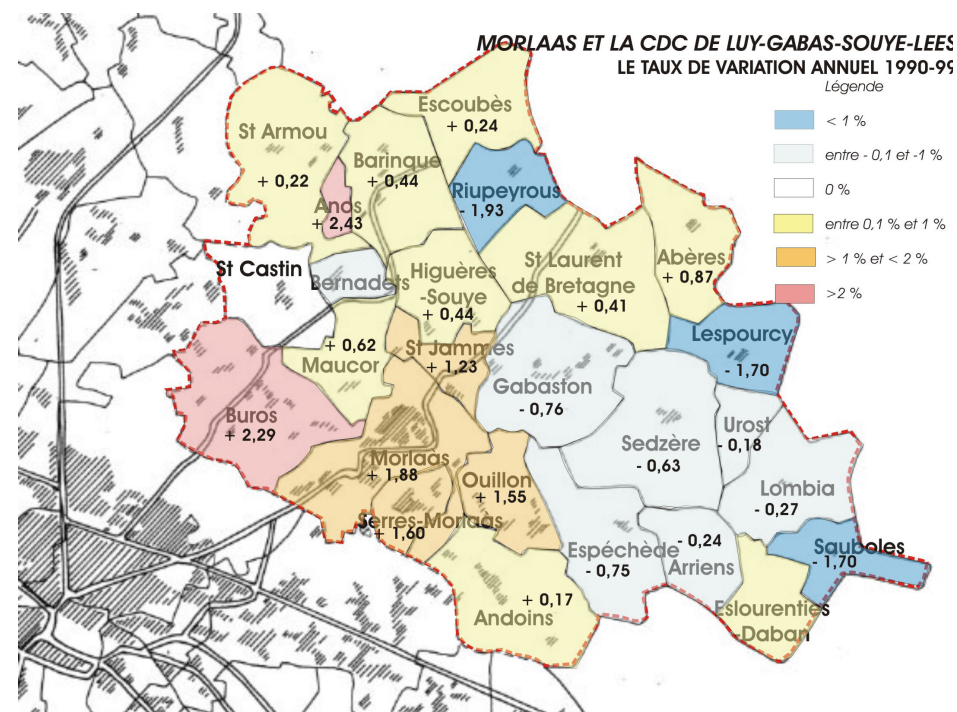 MORLAAS ET LA CDC DE LUY-GABAS-SOUYE-LEES
LE TAUX DE VARIATION ANNUEL 1990-99
Légende
< 1 %
entre - 0,1 et -1 %
0 %
entre 0,1 % et 1 %
> 1 % et < 2 %
>2 %
Escoubès
+ 0,24
St Armou
+ 0,22
Barinque
+ 0,44
Anos
+ 2,43
Riupeyrous
- 1,93
St Castin
Bernadets
Higuères
-Souye
+ 0,44
St Laurent
de Bretagne
+ 0,41
Abères
+ 0,87
Lespourcy
- 1,70
+ 0,62
Maucor
St Jammes
+ 1,23
Gabaston
- 0,76
Buros
+ 2,29
Sedzère
- 0,63
Urost
- 0,18
Morlaàs
+ 1,88
Ouillon
+ 1,55
Lombia
- 0,27
Serres-Morlaàs
+ 1,60
Espéchède
- 0,75
- 0,24
Arriens
Sauboles
- 1,70
+ 0,17
Andoins
Eslourenties
-Daban